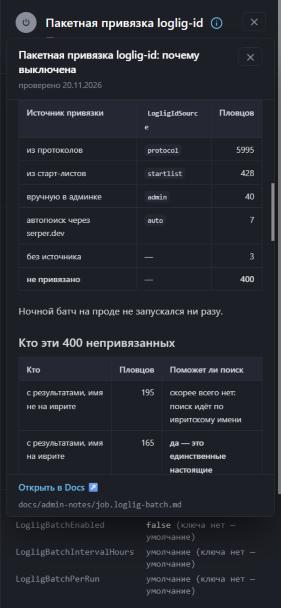 Пакетная привязка loglig-id
Пакетная привязка loglig-id: почему
выключена
проверено 20.11.2026
Источник привязки LogligIdSourc
e Пловцов
из протоколов protocol 5995
из старт-листов startlist 428
вручную в админке admin 40
автопоиск через
serper.dev auto 7
без источника — 3
не привязано — 400
Ночной батч на проде не запускался ни разу.
Кто эти 400 непривязанных
Кто Пловцов Поможет ли поиск
с результатами, имя
не на иврите 195 скорее всего нет:
поиск идёт по
ивритскому имени
с результатами, имя
на иврите 165 да — это
единственные
настоящие
Открыть в Docs
docs/admin-notes/job.loglig-batch.md
LogligBatchEnabled false (ключа нет —
умолчание)
LogligBatchIntervalHours умолчание (ключа нет —
умолчание)
LogligBatchPerRun умолчание (ключа нет —
умолчание)